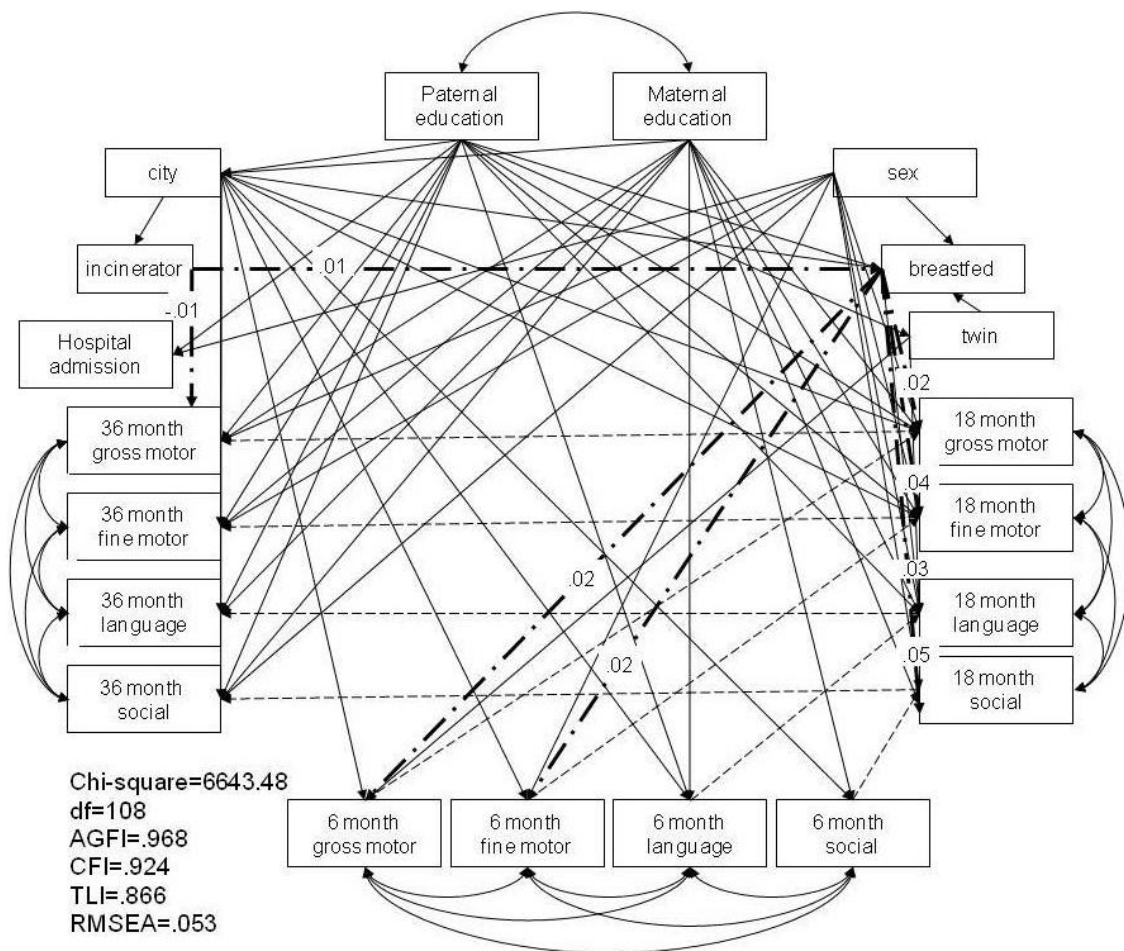 Paternal
education
Maternal
education
city
sex
incinerator
.01
breastfed
-.01
Hospital
admission
twin
.02
36 month
gross motor
18 month
gross motor
.04
36 month
fine motor
18 month
fine motor
.02
.03
36 month
language
18 month
language
.02
.05
36 month
social
18 month
social
Chi-square=6643.48
df=108
AGFI=.968
CFI=.924
TLI=.866
RMSEA=.053
6 month
gross motor
6 month
fine motor
6 month
language
6 month
social